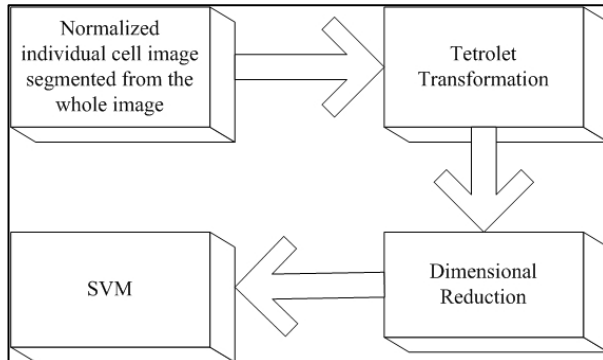 Normalized
individual cell image
segmented from the
whole image
Tetrolet
Transformation
Dimensional
Reduction
SVM